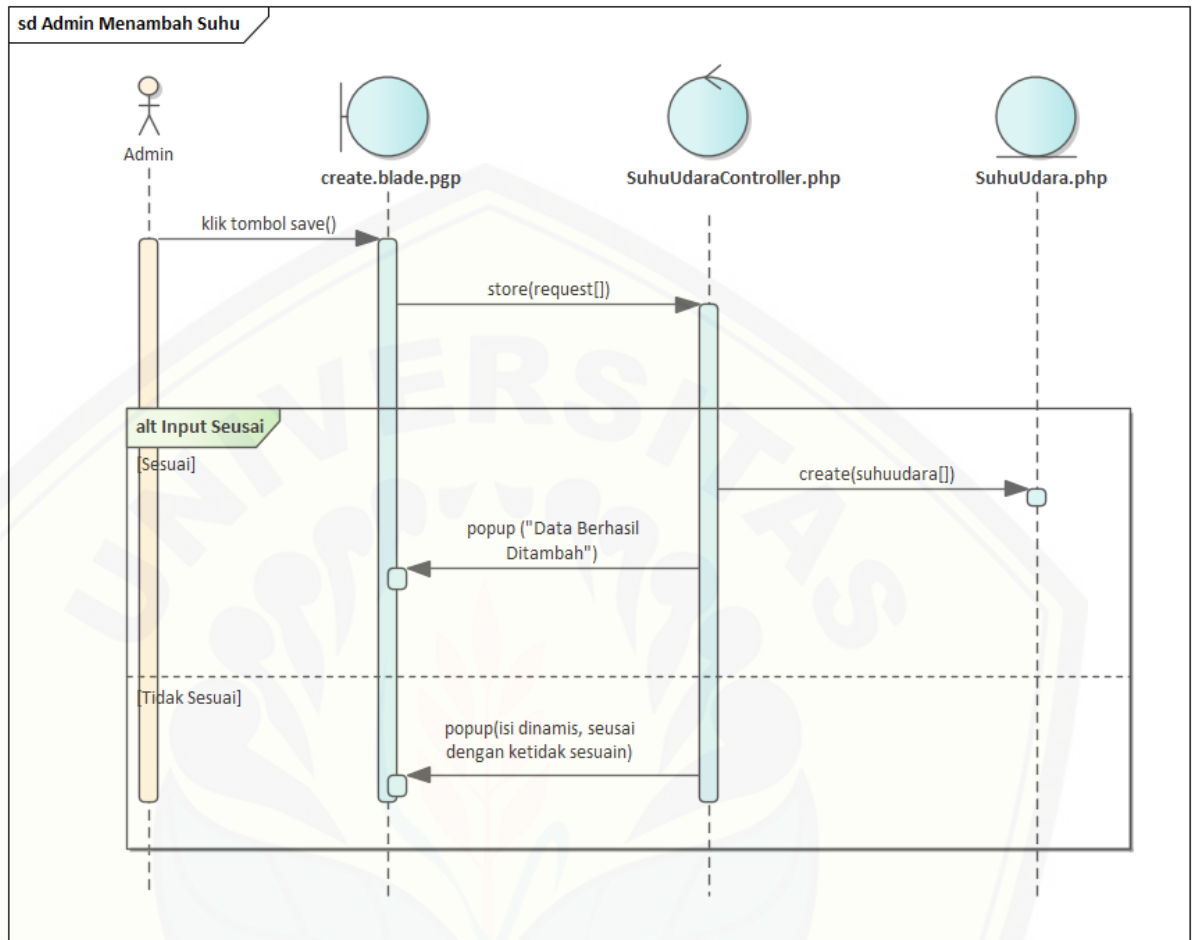 sd Admin Menambah Suhu
Admin
create.blade.pgp
SuhuUdaraController.php
SuhuUdara.php
klik tombol save()
store(request[])
alt Input Seusai
[Sesuai]
create(suhuudara[])
popup ("Data Berhasil
Ditambah")
[Tidak Sesuai]
popup(isi dinamis, seusai
dengan ketidak sesuain)
UNIVERSITAS